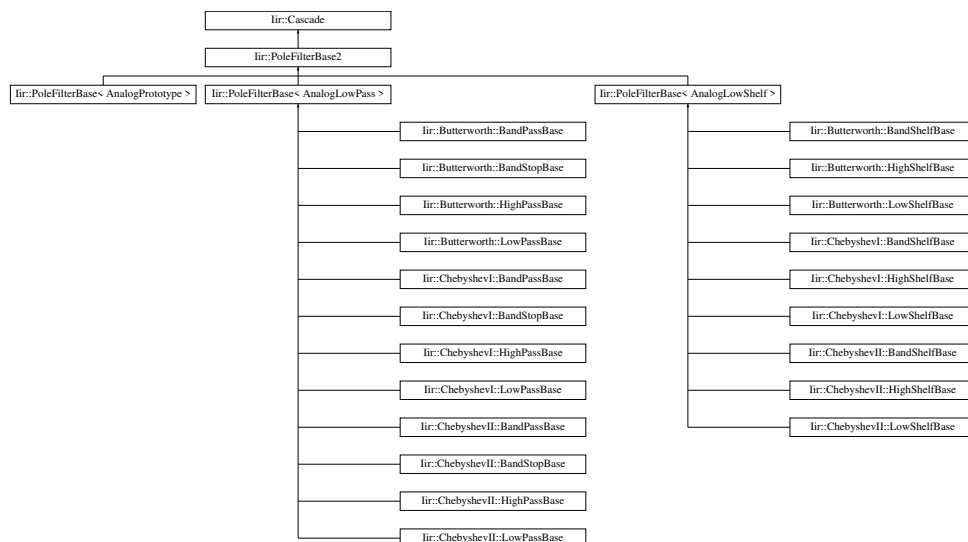 Iir::Cascade
Iir::PoleFilterBase2
Iir::PoleFilterBase< AnalogPrototype >
Iir::PoleFilterBase< AnalogLowPass >
Iir::PoleFilterBase< AnalogLowShelf >
Iir::Butterworth::BandPassBase
Iir::Butterworth::BandShelfBase
Iir::Butterworth::BandStopBase
Iir::Butterworth::HighShelfBase
Iir::Butterworth::HighPassBase
Iir::Butterworth::LowShelfBase
Iir::Butterworth::LowPassBase
Iir::ChebyshevI::BandShelfBase
Iir::ChebyshevI::BandPassBase
Iir::ChebyshevI::HighShelfBase
Iir::ChebyshevI::BandStopBase
Iir::ChebyshevI::LowShelfBase
Iir::ChebyshevI::HighPassBase
Iir::ChebyshevII::BandShelfBase
Iir::ChebyshevI::LowPassBase
Iir::ChebyshevII::HighShelfBase
Iir::ChebyshevII::BandPassBase
Iir::ChebyshevII::LowShelfBase
Iir::ChebyshevII::BandStopBase
Iir::ChebyshevII::HighPassBase
Iir::ChebyshevII::LowPassBase